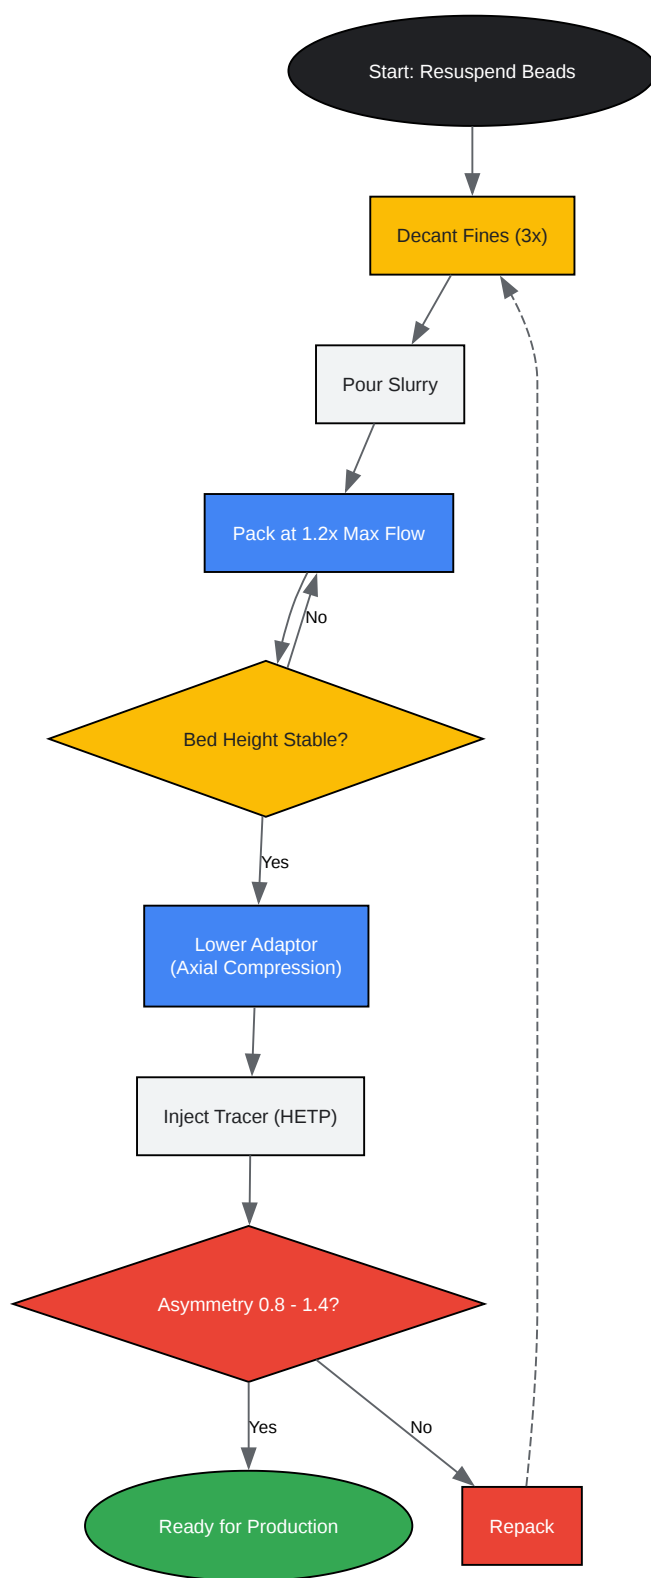 Start: Resuspend Beads
Decant Fines (3x)
Pour Slurry
Pack at 1.2x Max Flow
No
Bed Height Stable?
Yes
Lower Adaptor
(Axial Compression)
Inject Tracer (HETP)
Asymmetry 0.8 - 1.4?
Yes
No
Ready for Production
Repack